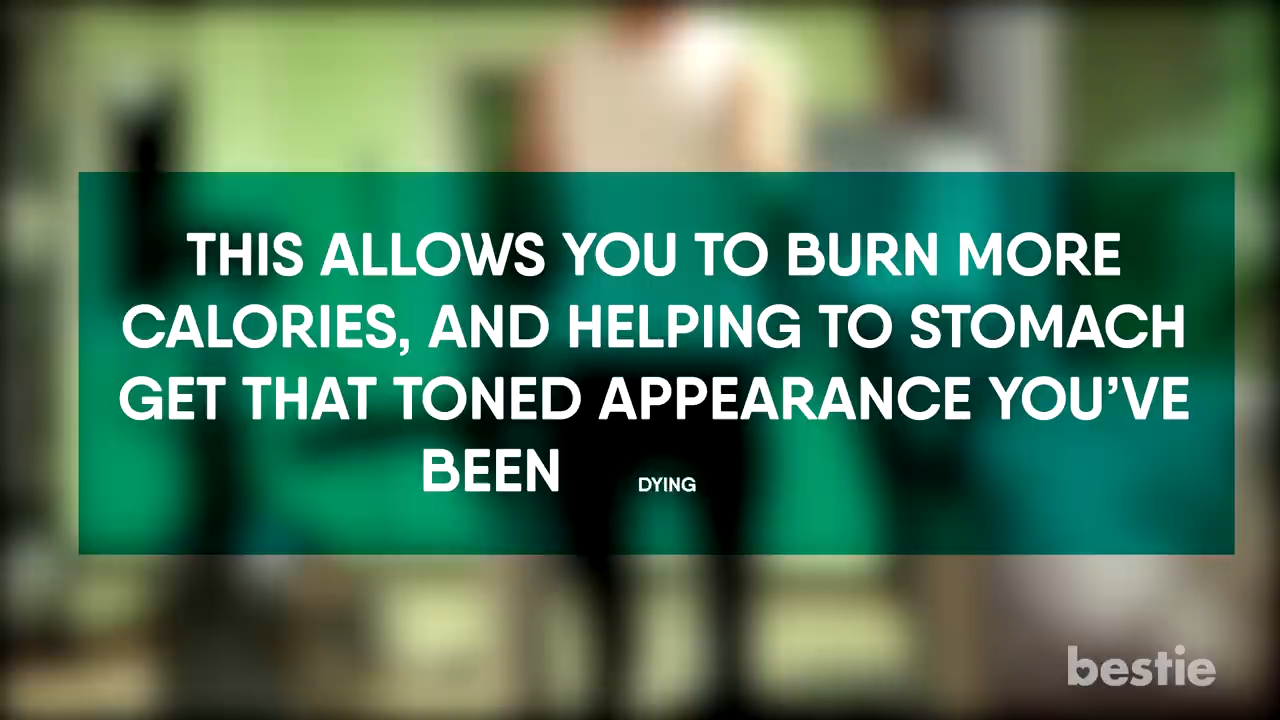 THIS ALLOWS YOU TO BURN MORE
CALORIES, AND HELPING TO STOMACH
GET THAT TONED APPEARANCE YOU’VE
BEEN DYING
bestie